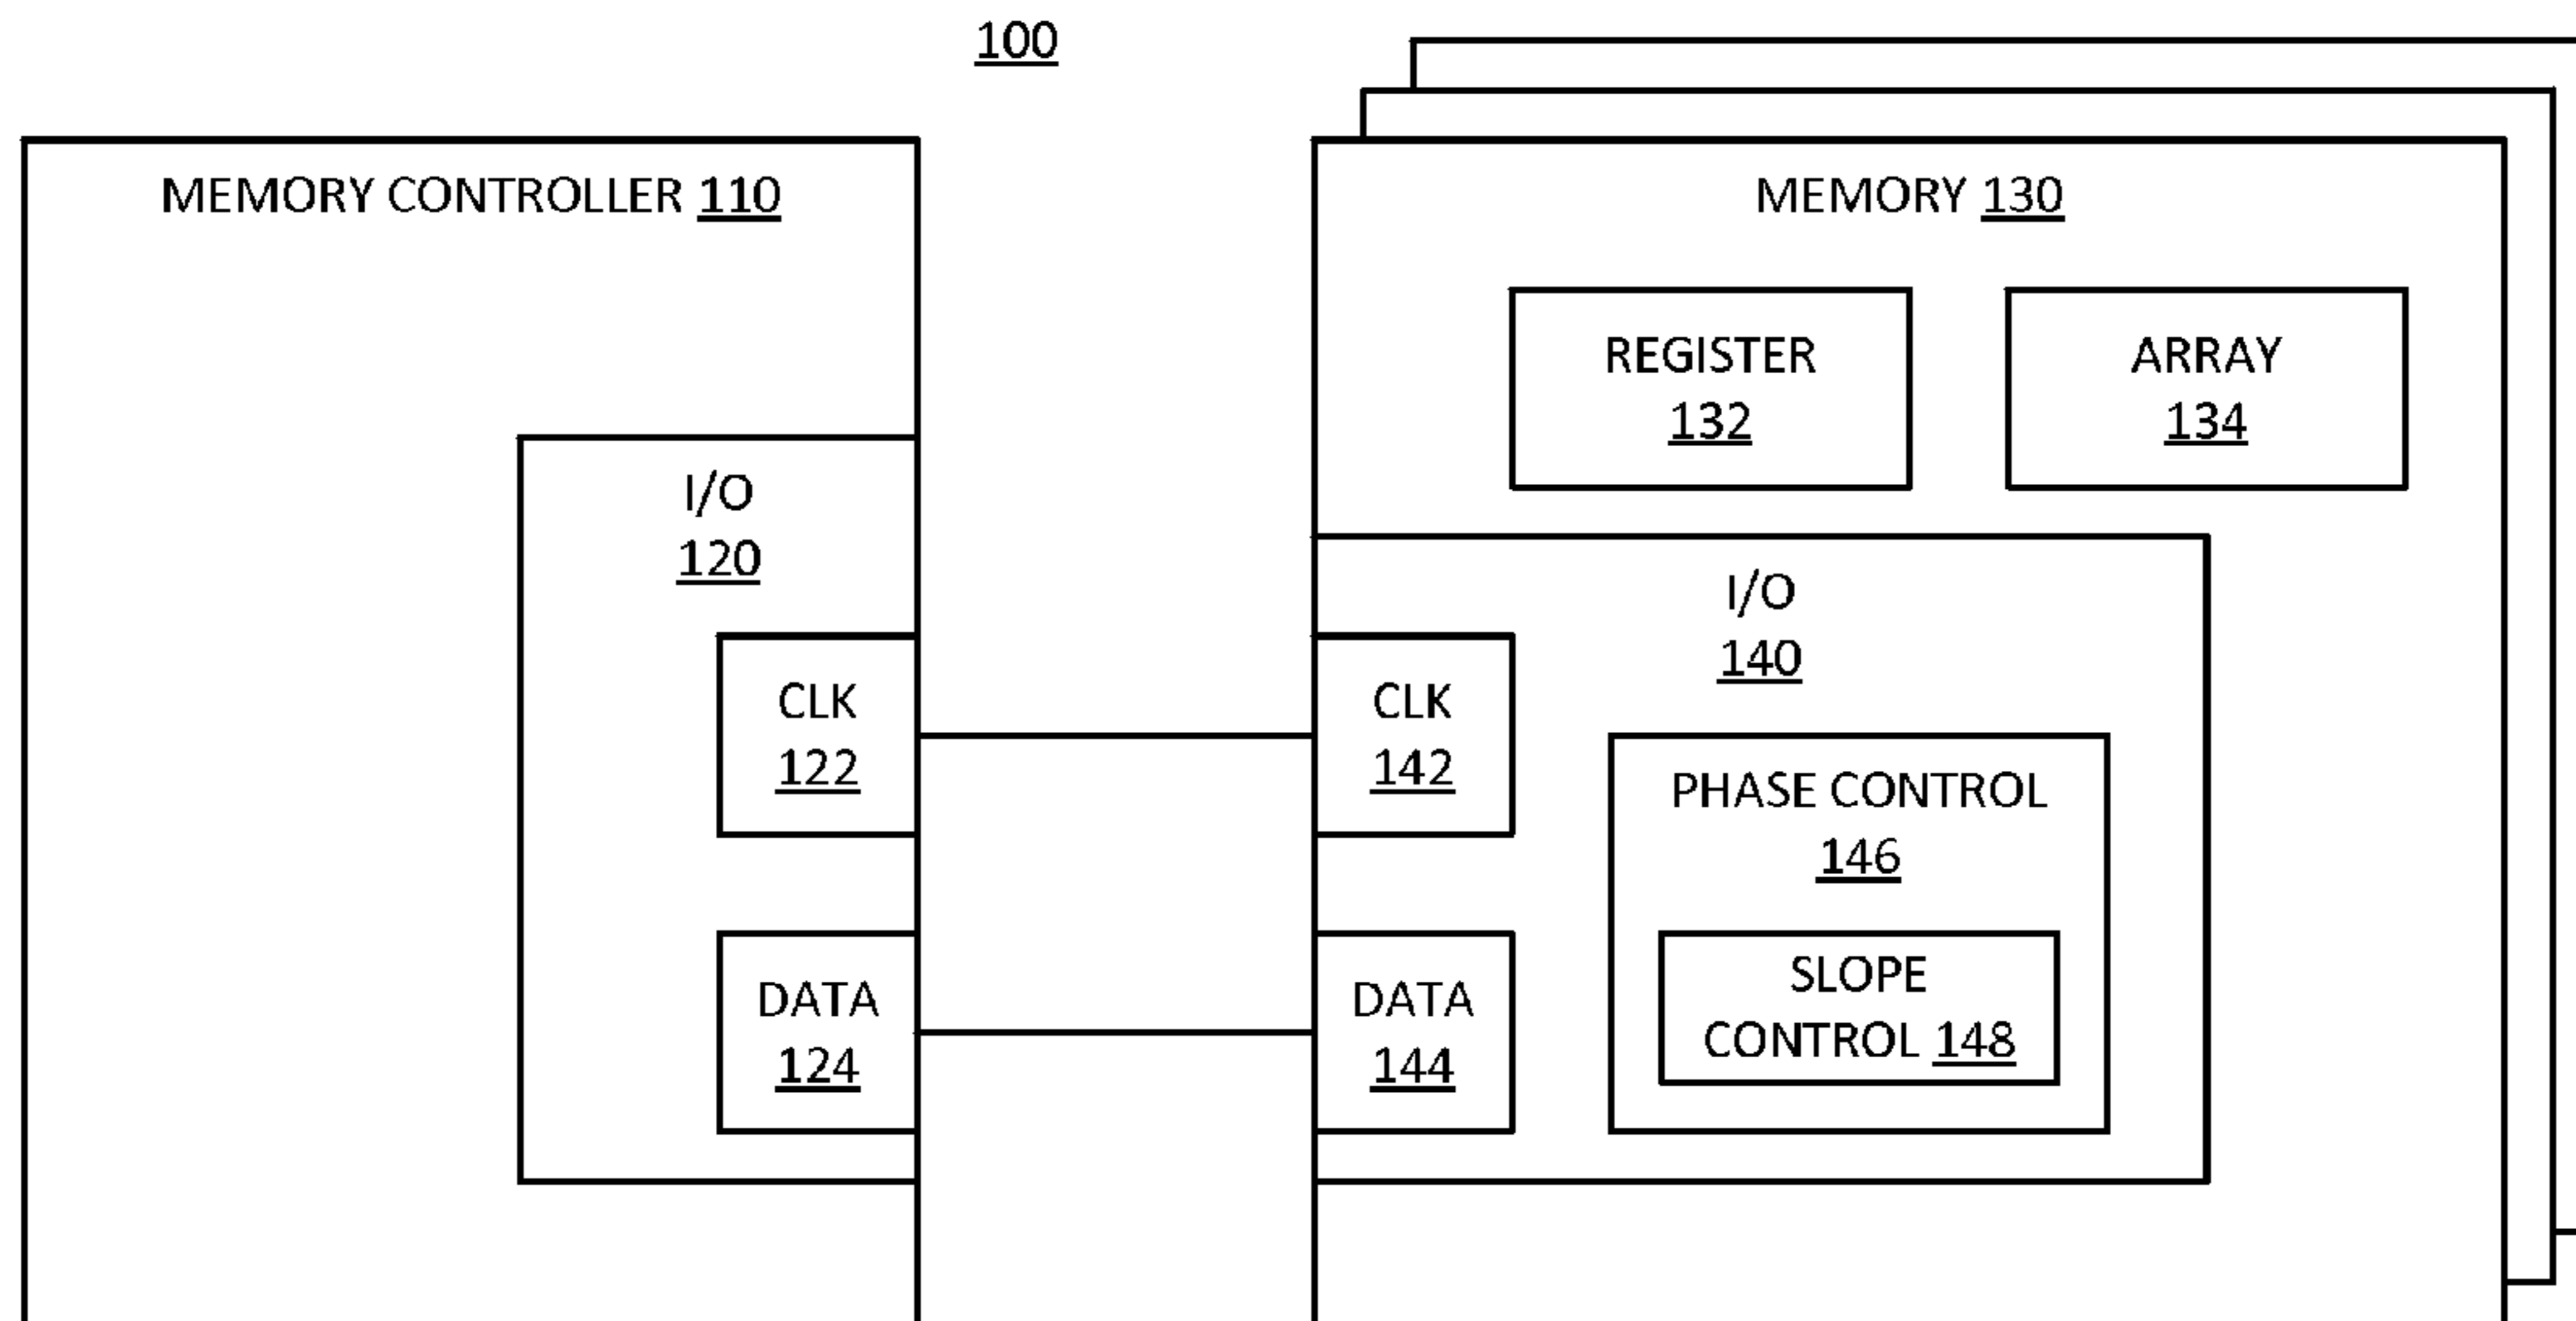 100
MEMORY CONTROLLER 110
I/O
120
CLK
122
DATA
124
MEMORY 130
REGISTER
132
ARRAY
134
I/O
140
CLK
142
DATA
144
PHASE CONTROL
146
SLOPE
CONTROL 148